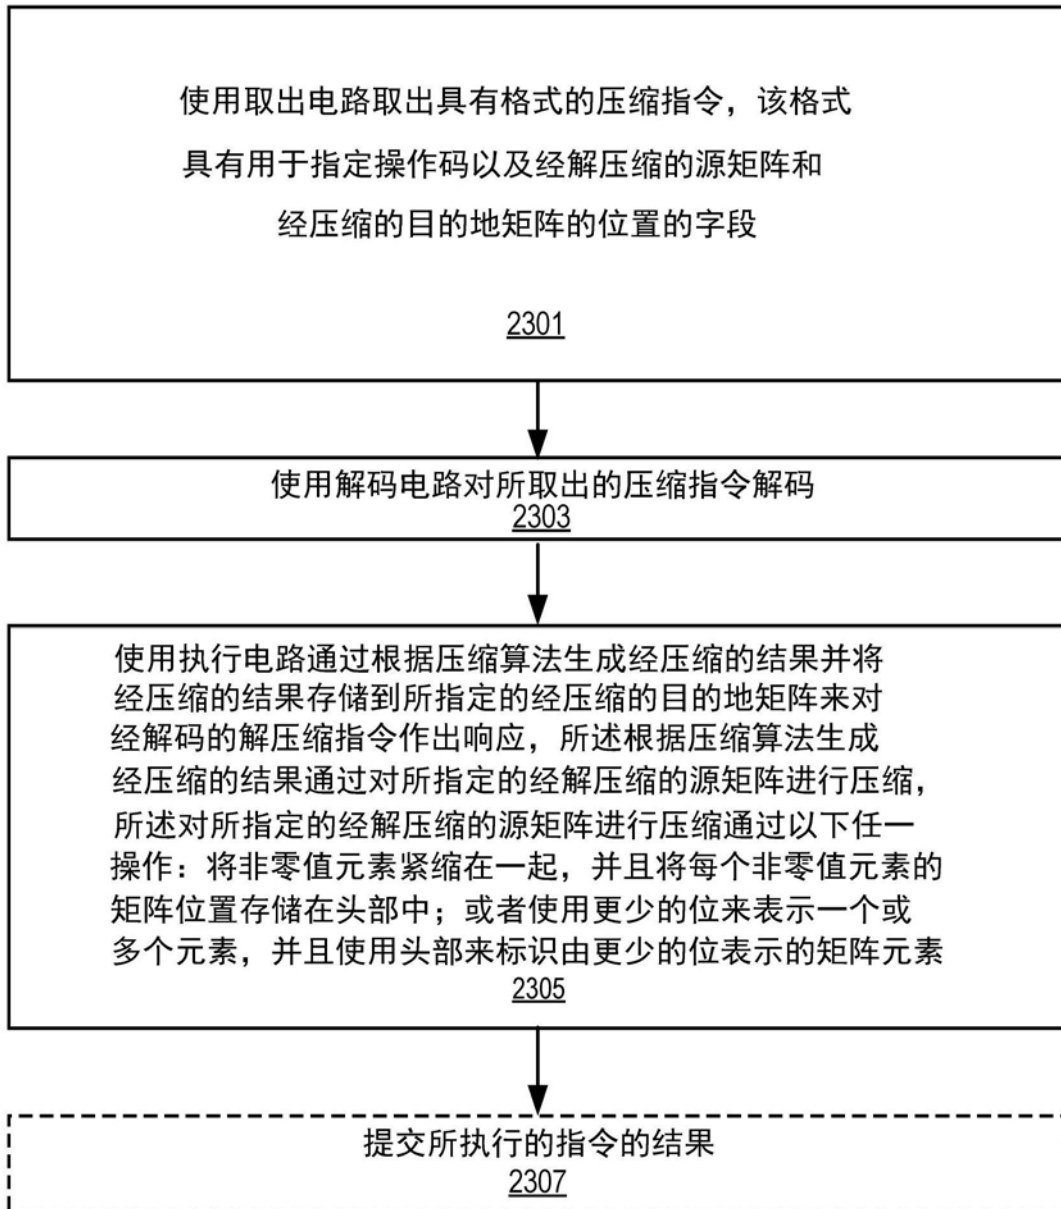 使用取出电路取出具有格式的压缩指令，该格式
具有用于指定操作码以及经解压缩的源矩阵和
经压缩的目的地矩阵的位置的字段
2301
使用解码电路对所取出的压缩指令解码
2303
使用执行电路通过根据压缩算法生成经压缩的结果并将
经压缩的结果存储到所指定的经压缩的目的地矩阵来对
经解码的解压缩指令作出响应，所述根据压缩算法生成
经压缩的结果通过对所指定的经解压缩的源矩阵进行压缩，
所述对所指定的经解压缩的源矩阵进行压缩通过以下任一
操作：将非零值元素紧缩在一起，并且将每个非零值元素的
矩阵位置存储在头部中；或者使用更少的位来表示一个或
多个元素，并且使用头部来标识由更少的位表示的矩阵元素
2305
提交所执行的指令的结果
2307